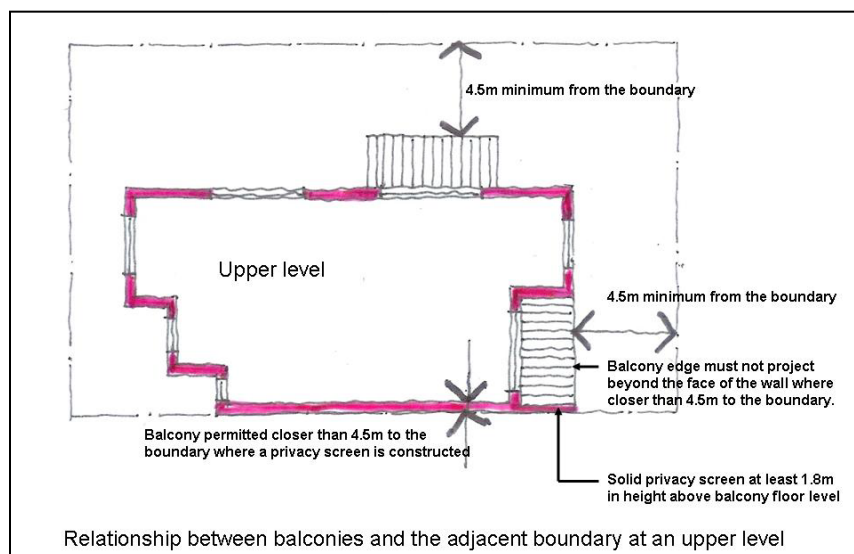 4.5m minimum from the boundary
Upper level
4.5m minimum from the boundary
Balcony edge must not project
beyond the face of the wall where
closer than 4.5m to the boundary.
Balcony permitted closer than 4.5m to the
boundary where a privacy screen is constructed
Solid privacy screen at least 1.8m
in height above balcony floor level
Relationship between balconies and the adjacent boundary at an upper level